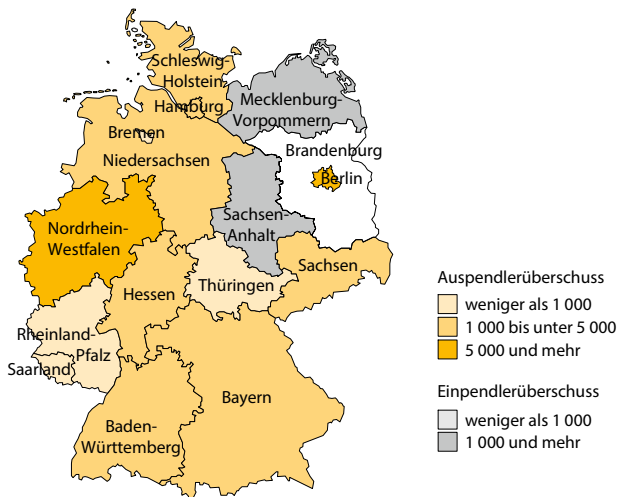 Schleswig-
Holstein
Hamburg
Mecklenburg-
Vorpommern
Bremen
Niedersachsen
Brandenburg
Berlin
Sachsen-
Anhalt
Nordrhein-
Westfalen
Sachsen
Thüringen
Hessen
Rheinland-
Pfalz
Saarland
Bayern
Baden-
Württemberg
Auspendlerüberschuss
weniger als 1 000
1 000 bis unter 5 000
5 000 und mehr
Einpendlerüberschuss
weniger als 1 000
1 000 und mehr